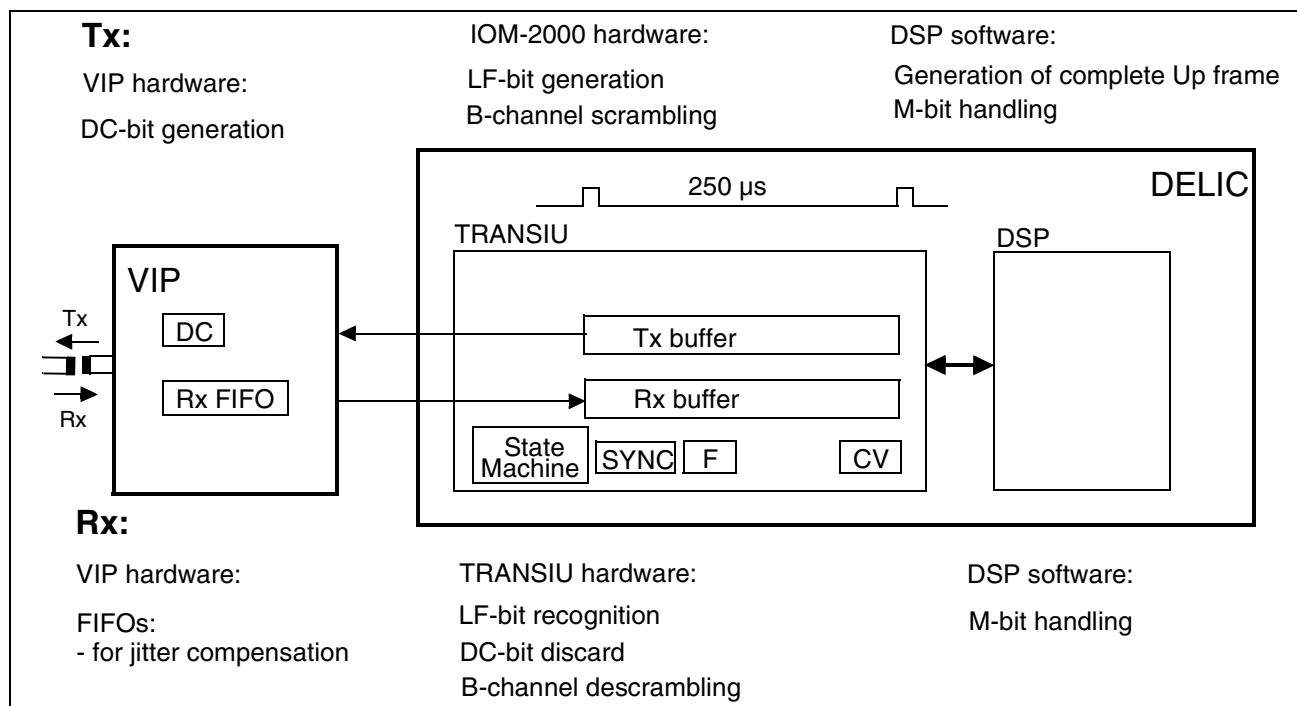 Tx:
VIP hardware:
DC-bit generation
IOM-2000 hardware:
LF-bit generation
B-channel scrambling
DSP software:
Generation of complete Up frame
M-bit handling
DELIC
250 µs
TRANSIU
DSP
VIP
Tx
DC
Tx buffer
Rx FIFO
Rx buffer
Rx
State
Machine
SYNC
F
CV
Rx:
VIP hardware:
FIFOs:
- for jitter compensation
TRANSIU hardware:
LF-bit recognition
DC-bit discard
B-channel descrambling
DSP software:
M-bit handling